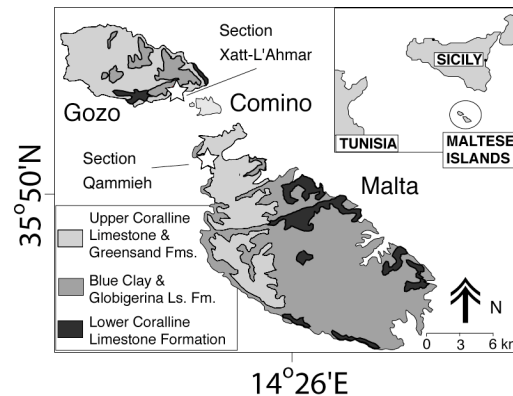 Section
Xatt-L'Ahmar
Gozo
Comino
Section
Qammieh
Malta
SICILY
TUNISIA
MALTESE
ISLANDS
35°50'N
Upper Coralline
Limestone &
Greensand Fms.
Blue Clay &
Globigerina Ls. Fm.
Lower Coralline
Limestone Formation
N
0 3 6 km
14°26'E